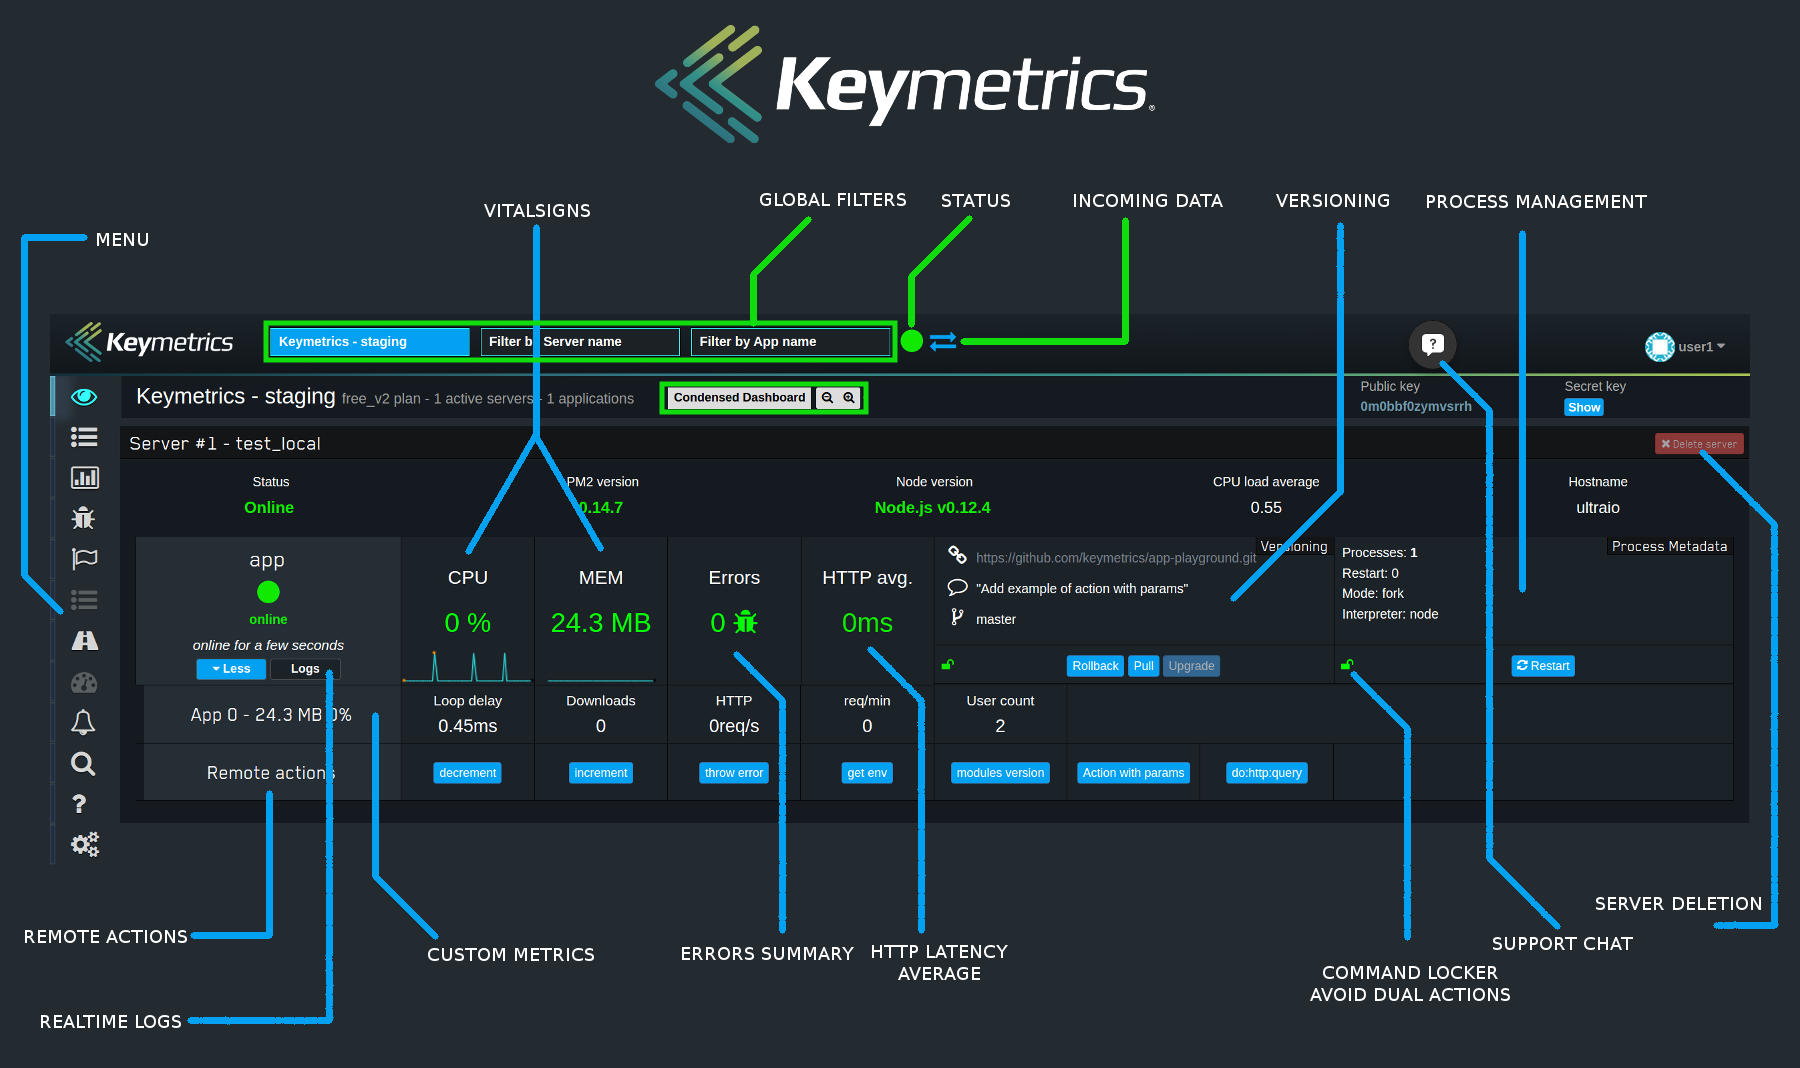 Keymetrics®
VITALSIGNS
GLOBAL FILTERS
STATUS
INCOMING DATA
VERSIONING
PROCESS MANAGEMENT
MENU
Keymetrics
Keymetrics - staging
Filter by Server name
Filter by App name
?
user1
Keymetrics - staging free_v2 plan - 1 active servers - 1 applications
Condensed Dashboard
Public key
0m0bbf0zymvsrrh
Secret key
Show
Server #1 - test_local
Delete server
Status
Online
PM2 version
0.14.7
Node version
Node.js v0.12.4
CPU load average
0.55
Hostname
ultraio
app
online
online for a few seconds
Less
Logs
CPU
0 %
MEM
24.3 MB
Errors
0
HTTP avg.
0ms
Versioning
https://github.com/keymetrics/app-playground.git
"Add example of action with params"
master
Rollback
Pull
Upgrade
Process Metadata
Processes: 1
Restart: 0
Mode: fork
Interpreter: node
Restart
App 0 - 24.3 MB 0%
Loop delay
0.45ms
Downloads
0
HTTP
0req/s
req/min
0
User count
2
Remote actions
decrement
increment
throw error
get env
modules version
Action with params
do:http:query
?
REMOTE ACTIONS
REALTIME LOGS
CUSTOM METRICS
ERRORS SUMMARY
HTTP LATENCY
AVERAGE
COMMAND LOCKER
AVOID DUAL ACTIONS
SUPPORT CHAT
SERVER DELETION